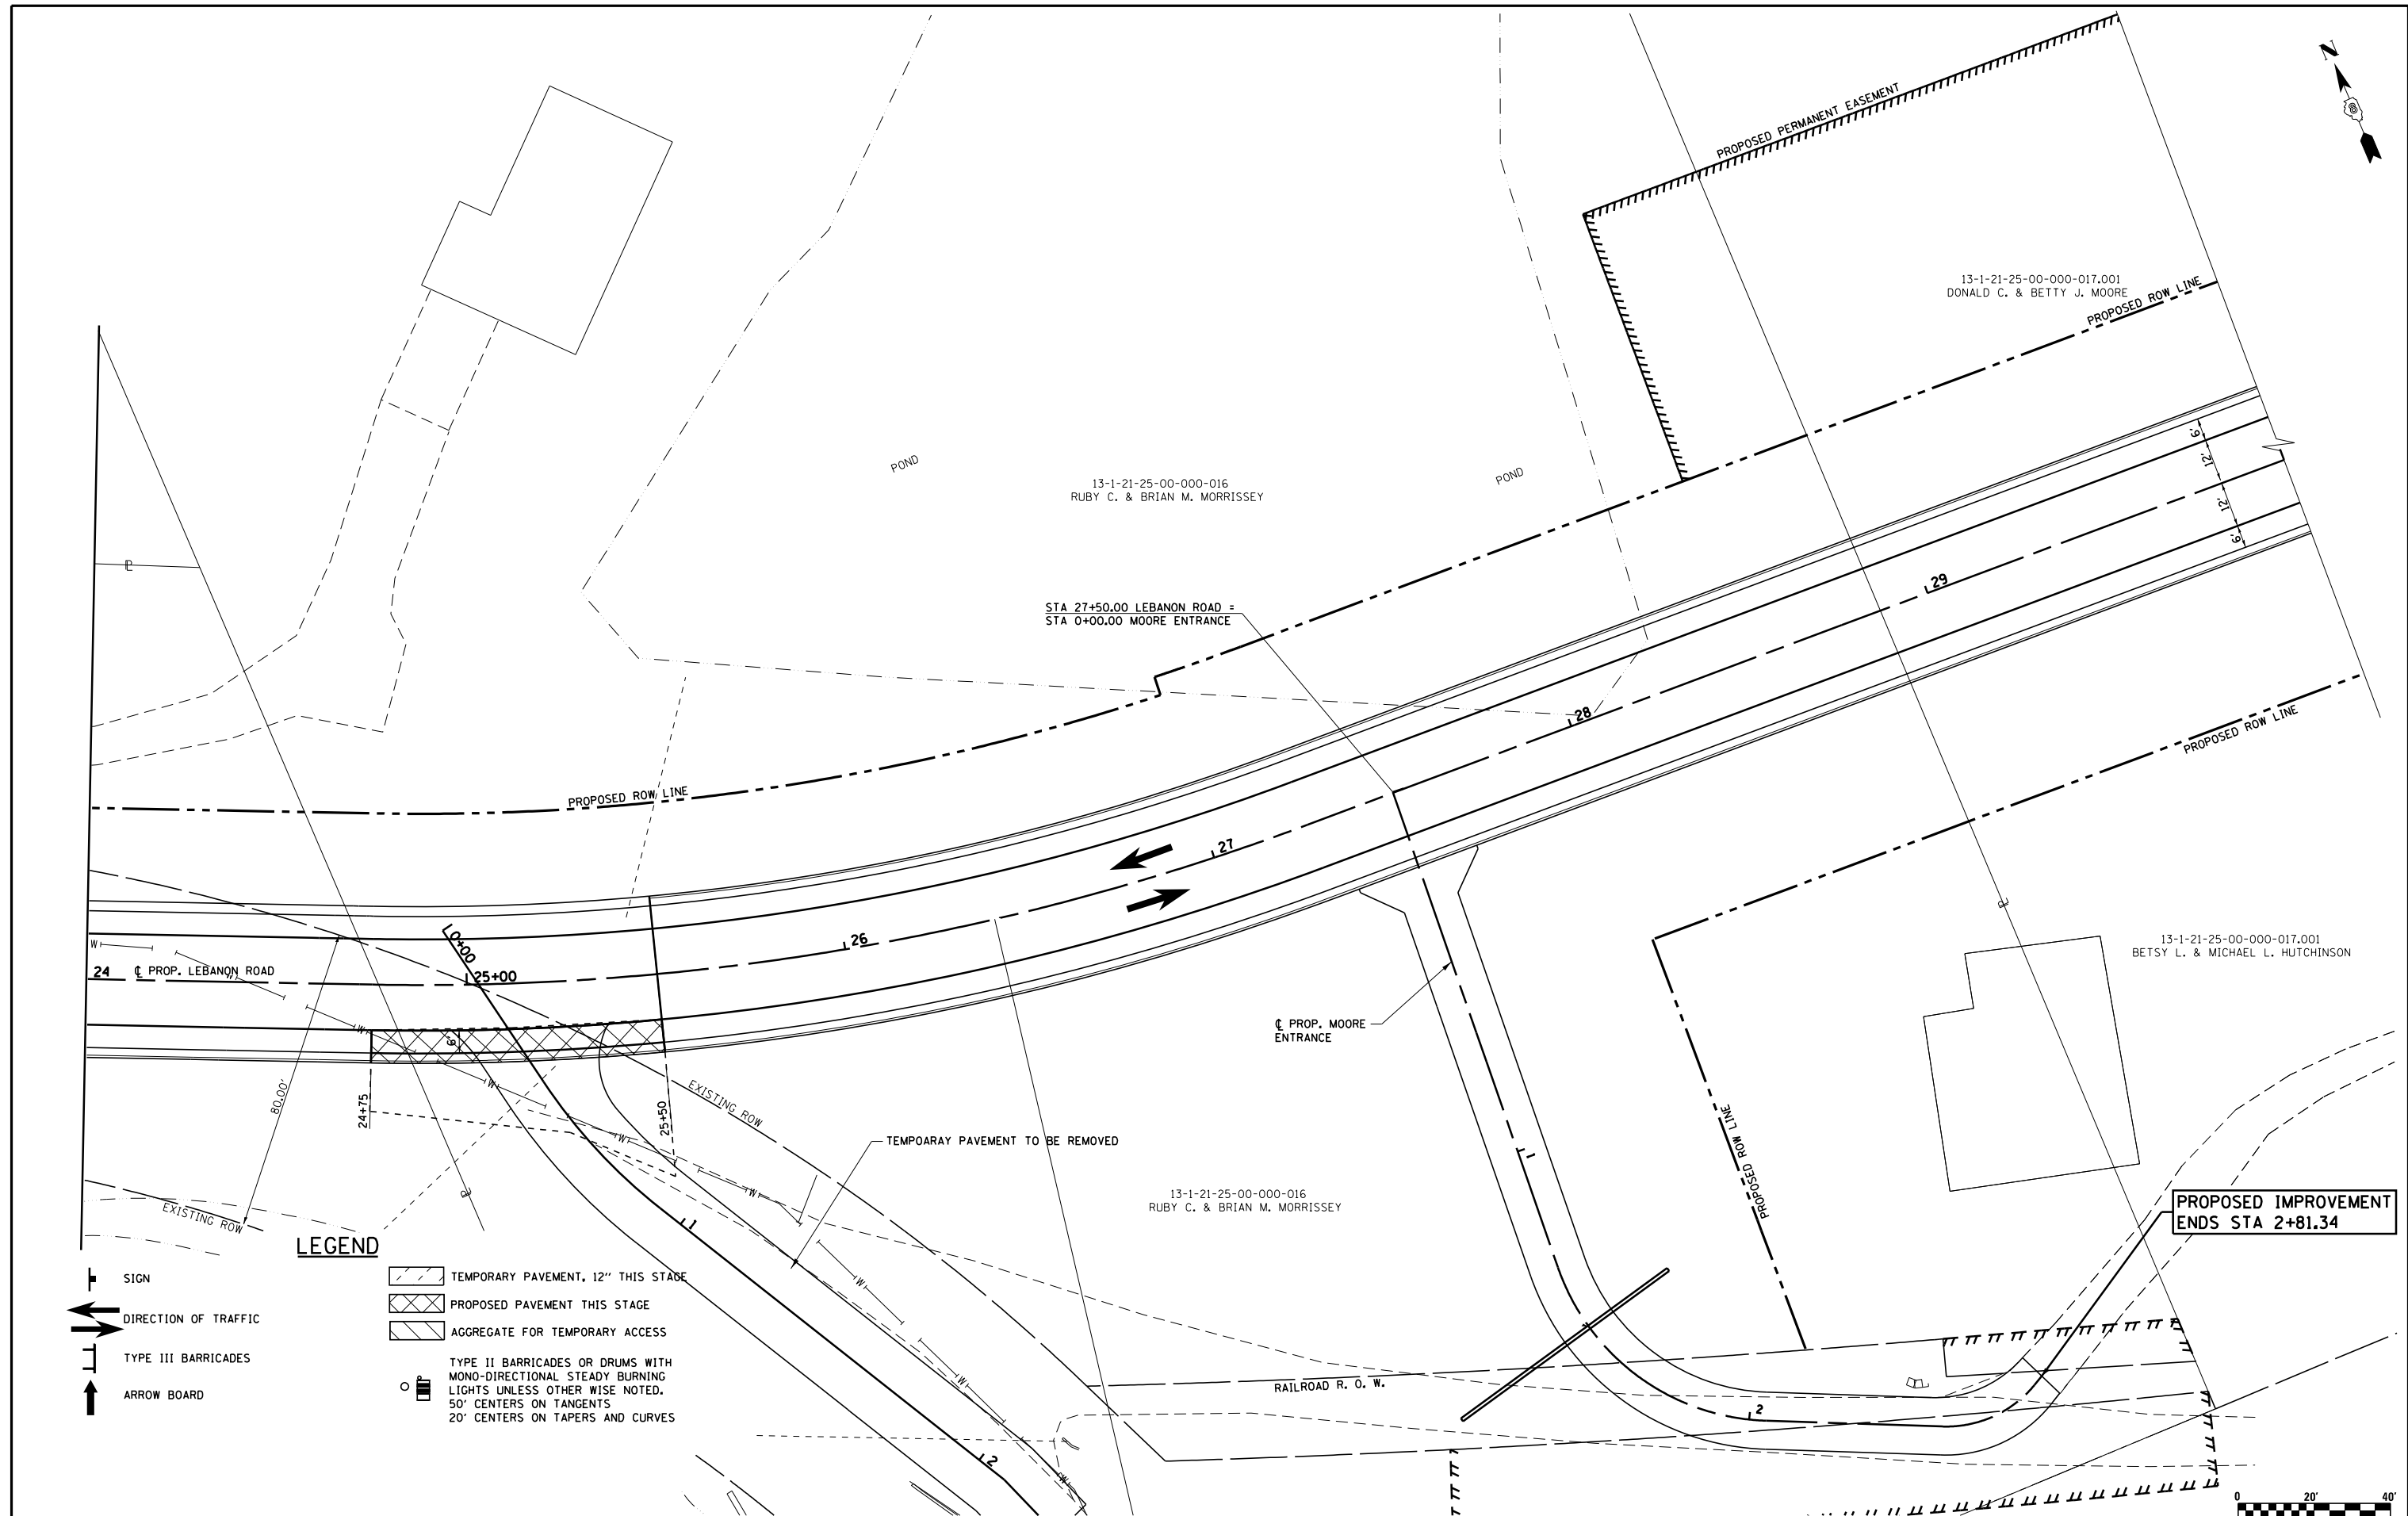 N
PROPOSED PERMANENT EASEMENT
13-1-21-25-00-000-017.001
DONALD C. & BETTY J. MOORE
PROPOSED ROW LINE
6'
12'
12'
6'
POND
13-1-21-25-00-000-016
RUBY C. & BRIAN M. MORRISSEY
POND
PL
STA 27+50.00 LEBANON ROAD =
STA 0+00.00 MOORE ENTRANCE
29
28
PROPOSED ROW LINE
PROPOSED ROW LINE
27
26
0+00
25+00
W
24 ℄ PROP. LEBANON ROAD
W
W
6'
80.00'
24+75
25+50
EXISTING ROW
W
W
W
W
W
W
W
EXISTING ROW
TEMPOARAY PAVEMENT TO BE REMOVED
℄ PROP. MOORE
ENTRANCE
13-1-21-25-00-000-017.001
BETSY L. & MICHAEL L. HUTCHINSON
PL
PL
1
1
PROPOSED ROW LINE
13-1-21-25-00-000-016
RUBY C. & BRIAN M. MORRISSEY
PROPOSED IMPROVEMENT
ENDS STA 2+81.34
RAILROAD R. O. W.
2
2
LEGEND
SIGN
DIRECTION OF TRAFFIC
TYPE III BARRICADES
ARROW BOARD
TEMPORARY PAVEMENT, 12" THIS STAGE
PROPOSED PAVEMENT THIS STAGE
AGGREGATE FOR TEMPORARY ACCESS
TYPE II BARRICADES OR DRUMS WITH
MONO-DIRECTIONAL STEADY BURNING
LIGHTS UNLESS OTHER WISE NOTED.
50' CENTERS ON TANGENTS
20' CENTERS ON TAPERS AND CURVES
0 20' 40'